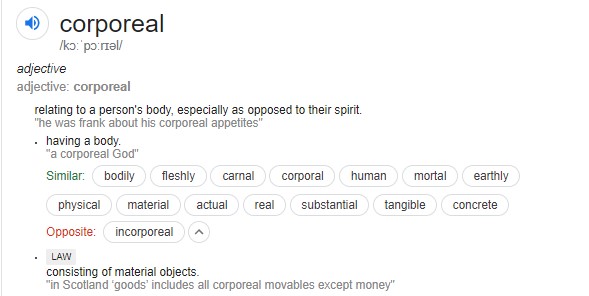 corporeal
/kɔːˈpɔːrɪəl/
adjective
adjective: corporeal
relating to a person's body, especially as opposed to their spirit.
"he was frank about his corporeal appetites"
having a body.
"a corporeal God"
Similar: bodily fleshly carnal corporal human mortal earthly
physical material actual real substantial tangible concrete
Opposite: incorporeal
LAW
consisting of material objects.
"in Scotland ‘goods’ includes all corporeal movables except money"